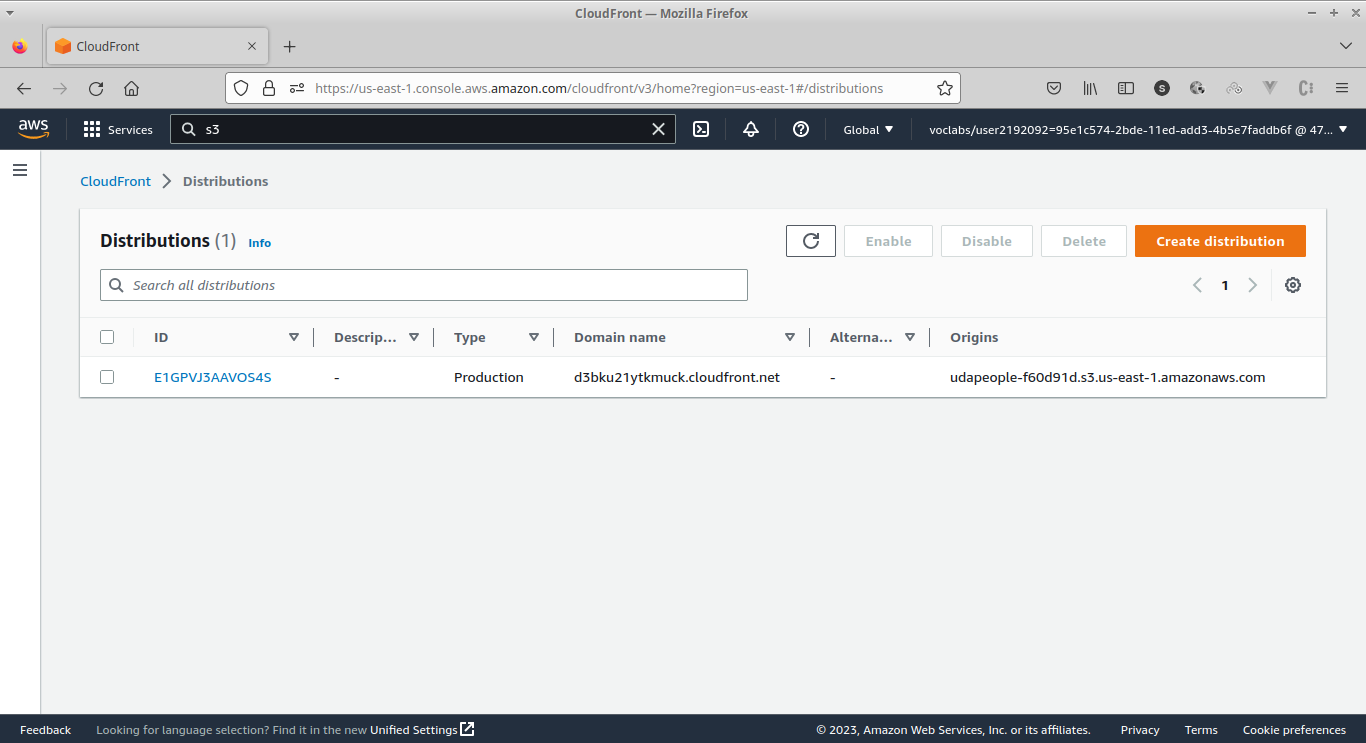 CloudFront — Mozilla Firefox
CloudFront
https://us-east-1.console.aws.amazon.com/cloudfront/v3/home?region=us-east-1#/distributions
aws Services s3 Global voclabs/user2192092=95e1c574-2bde-11ed-add3-4b5e7faddb6f @ 47...
CloudFront Distributions
Distributions (1) Info Enable Disable Delete Create distribution
Search all distributions 1
ID Descrip... Type Domain name Alterna... Origins
E1GPVJ3AAVOS4S - Production d3bku21ytkmuck.cloudfront.net - udapeople-f60d91d.s3.us-east-1.amazonaws.com
Feedback Looking for language selection? Find it in the new Unified Settings © 2023, Amazon Web Services, Inc. or its affiliates. Privacy Terms Cookie preferences